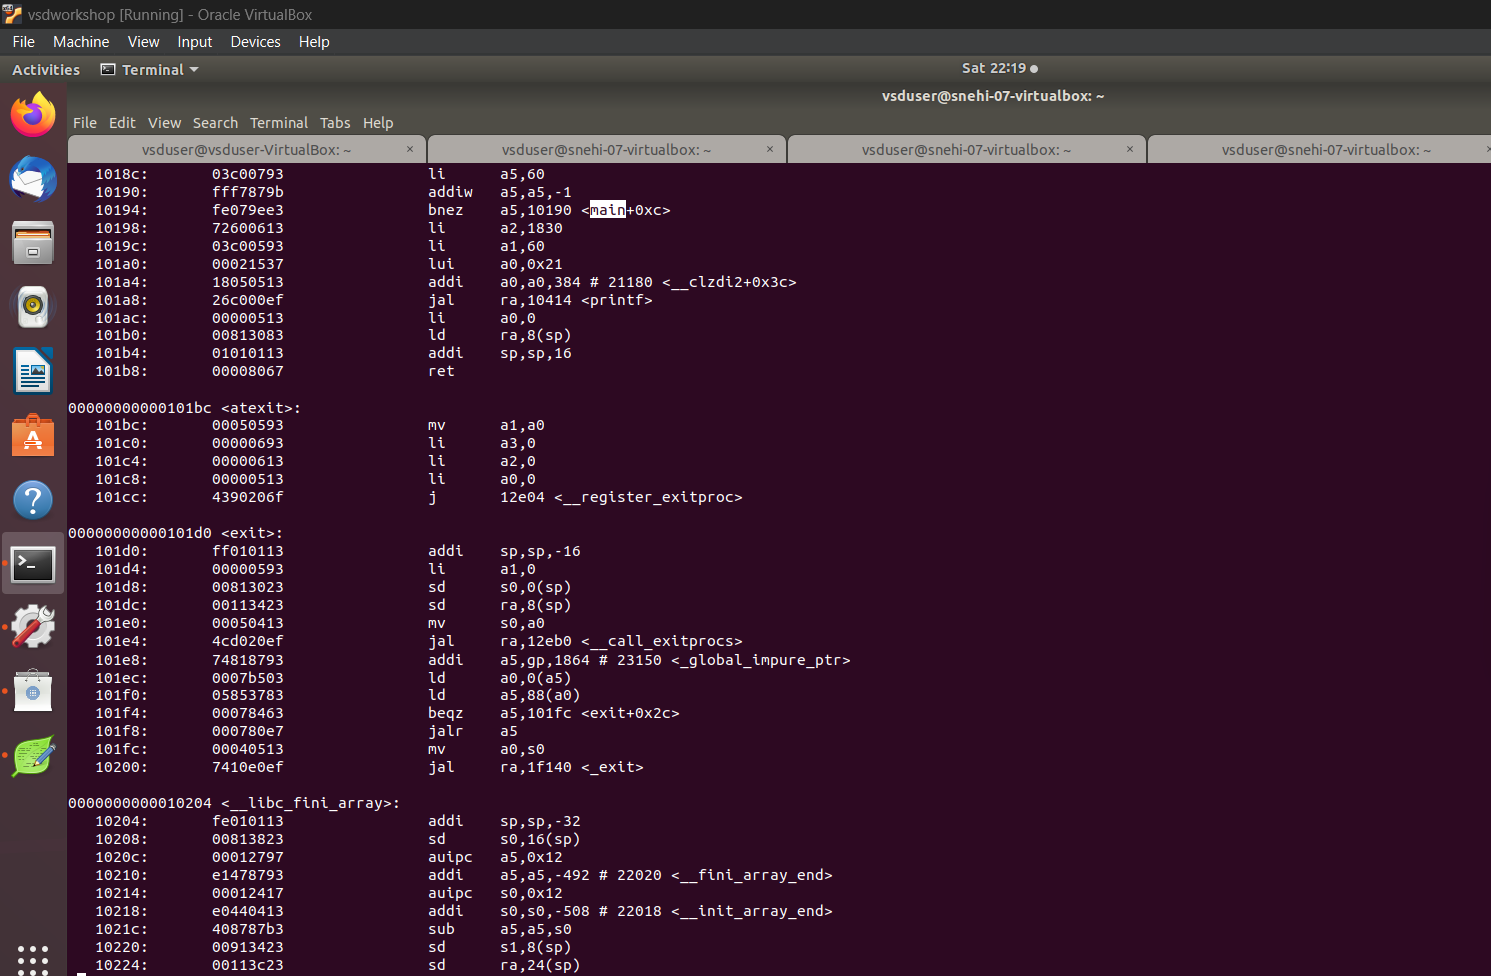 vsdworkshop [Running] - Oracle VirtualBox
File Machine View Input Devices Help
Activities Terminal Sat 22:19
vsduser@snehi-07-virtualbox: ~
File Edit View Search Terminal Tabs Help
vsduser@vsduser-VirtualBox: ~ × vsduser@snehi-07-virtualbox: ~ × vsduser@snehi-07-virtualbox: ~ × vsduser@snehi-07-virtualbox: ~ ×
1018c: 03c00793 li a5,60
10190: fff7879b addiw a5,a5,-1
10194: fe079ee3 bnez a5,10190 <main+0xc>
10198: 72600613 li a2,1830
1019c: 03c00593 li a1,60
101a0: 00021537 lui a0,0x21
101a4: 18050513 addi a0,a0,384 # 21180 <__clzdi2+0x3c>
101a8: 26c000ef jal ra,10414 <printf>
101ac: 00000513 li a0,0
101b0: 00813083 ld ra,8(sp)
101b4: 01010113 addi sp,sp,16
101b8: 00008067 ret
00000000000101bc <atexit>:
101bc: 00050593 mv a1,a0
101c0: 00000693 li a3,0
101c4: 00000613 li a2,0
101c8: 00000513 li a0,0
101cc: 4390206f j 12e04 <__register_exitproc>
00000000000101d0 <exit>:
101d0: ff010113 addi sp,sp,-16
101d4: 00000593 li a1,0
101d8: 00813023 sd s0,0(sp)
101dc: 00113423 sd ra,8(sp)
101e0: 00050413 mv s0,a0
101e4: 4cd020ef jal ra,12eb0 <__call_exitprocs>
101e8: 74818793 addi a5,gp,1864 # 23150 <_global_impure_ptr>
101ec: 0007b503 ld a0,0(a5)
101f0: 05853783 ld a5,88(a0)
101f4: 00078463 beqz a5,101fc <exit+0x2c>
101f8: 000780e7 jalr a5
101fc: 00040513 mv a0,s0
10200: 7410e0ef jal ra,1f140 <_exit>
0000000000010204 <__libc_fini_array>:
10204: fe010113 addi sp,sp,-32
10208: 00813823 sd s0,16(sp)
1020c: 00012797 auipc a5,0x12
10210: e1478793 addi a5,a5,-492 # 22020 <__fini_array_end>
10214: 00012417 auipc s0,0x12
10218: e0440413 addi s0,s0,-508 # 22018 <__init_array_end>
1021c: 408787b3 sub a5,a5,s0
10220: 00913423 sd s1,8(sp)
10224: 00113c23 sd ra,24(sp)